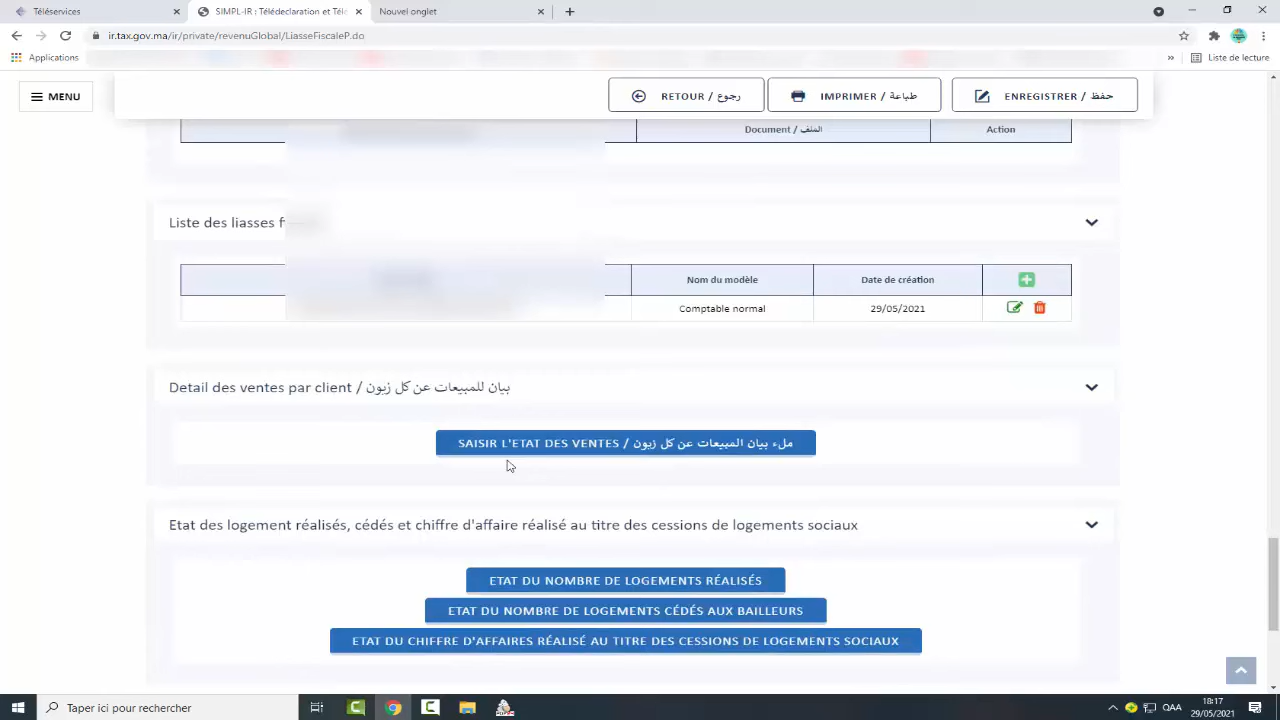 Téléservices
SIMPL-IR : Télédeclaration et Tél
Nouvel onglet
ir.tax.gov.ma/ir/private/revenuGlobal/LiasseFiscaleP.do
Applications
»
Liste de lecture
MENU
RETOUR / رجوع
IMPRIMER / طباعة
ENREGISTRER / حفظ
Document / الملف
Action
Liste des liasses
Nom du modèle
Date de création
Comptable normal
29/05/2021
Detail des ventes par client / بيان للمبيعات عن كل زبون
SAISIR L'ETAT DES VENTES / ملء بيان المبيعات عن كل زبون
Etat des logement réalisés, cédés et chiffre d'affaire réalisé au titre des cessions de logements sociaux
ETAT DU NOMBRE DE LOGEMENTS RÉALISÉS
ETAT DU NOMBRE DE LOGEMENTS CÉDÉS AUX BAILLEURS
ETAT DU CHIFFRE D'AFFAIRES RÉALISÉ AU TITRE DES CESSIONS DE LOGEMENTS SOCIAUX
Taper ici pour rechercher
QAA
18:17
29/05/2021